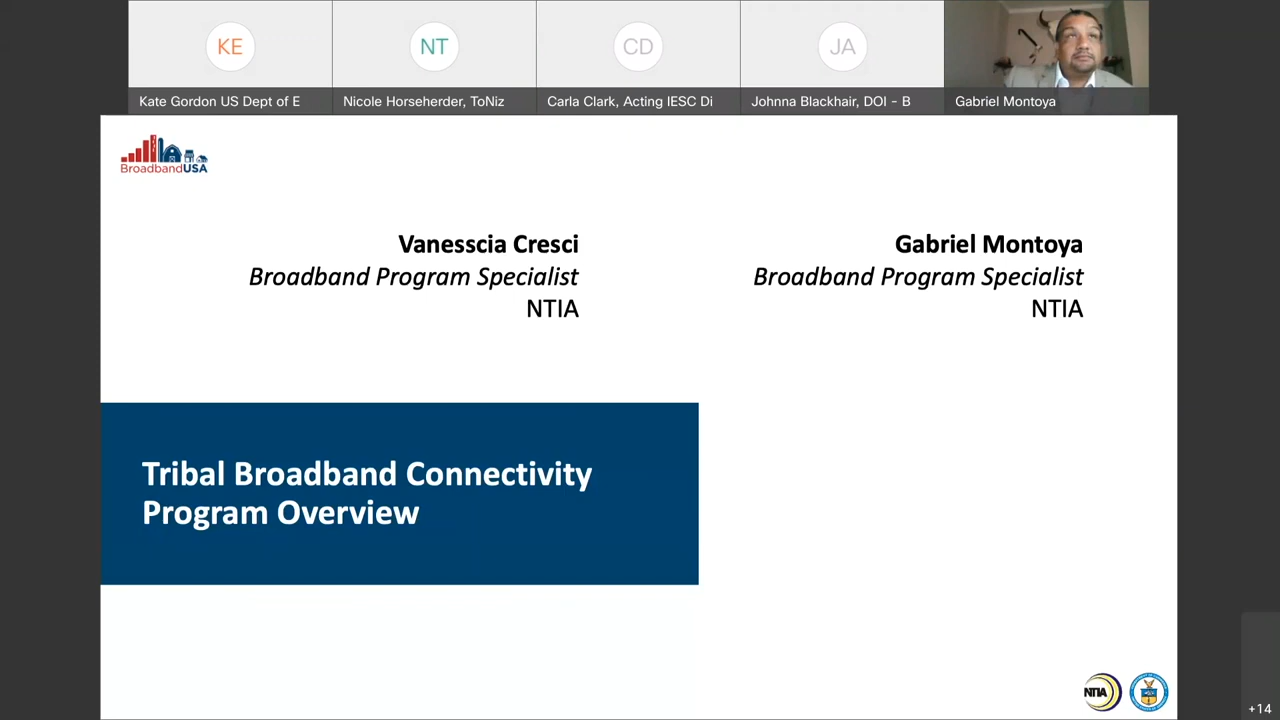 KE
NT
CD
JA
Kate Gordon US Dept of E
Nicole Horseherder, ToNiz
Carla Clark, Acting IESC Di
Johnna Blackhair, DOI - B
Gabriel Montoya
BroadbandUSA
Vanesscia Cresci
Broadband Program Specialist
NTIA
Gabriel Montoya
Broadband Program Specialist
NTIA
Tribal Broadband Connectivity
Program Overview
NTIA
+14